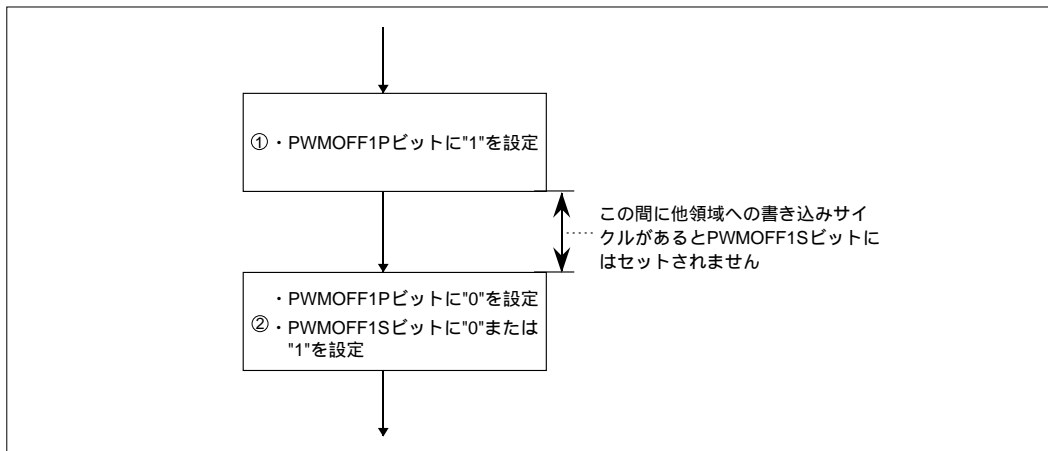 ①・PWMOFF1Pビットに"1"を設定
この間に他領域への書き込みサイ
クルがあるとPWMOFF1Sビットに
はセットされません
・PWMOFF1Pビットに"0"を設定
②・PWMOFF1Sビットに"0"または
"1"を設定